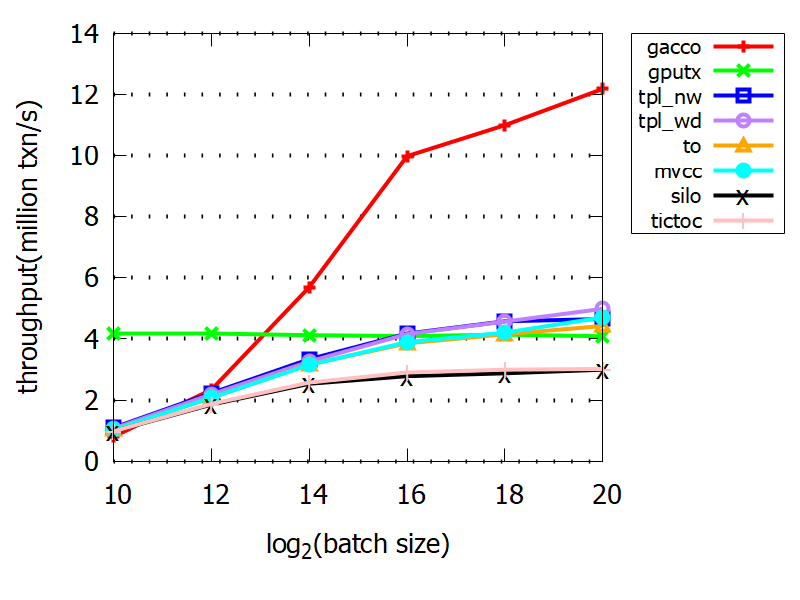 14
12
10
8
6
4
2
0
throughput(million txn/s)
10 12 14 16 18 20
log2(batch size)
gacco
gputx
tpl_nw
tpl_wd
to
mvcc
silo
tictoc